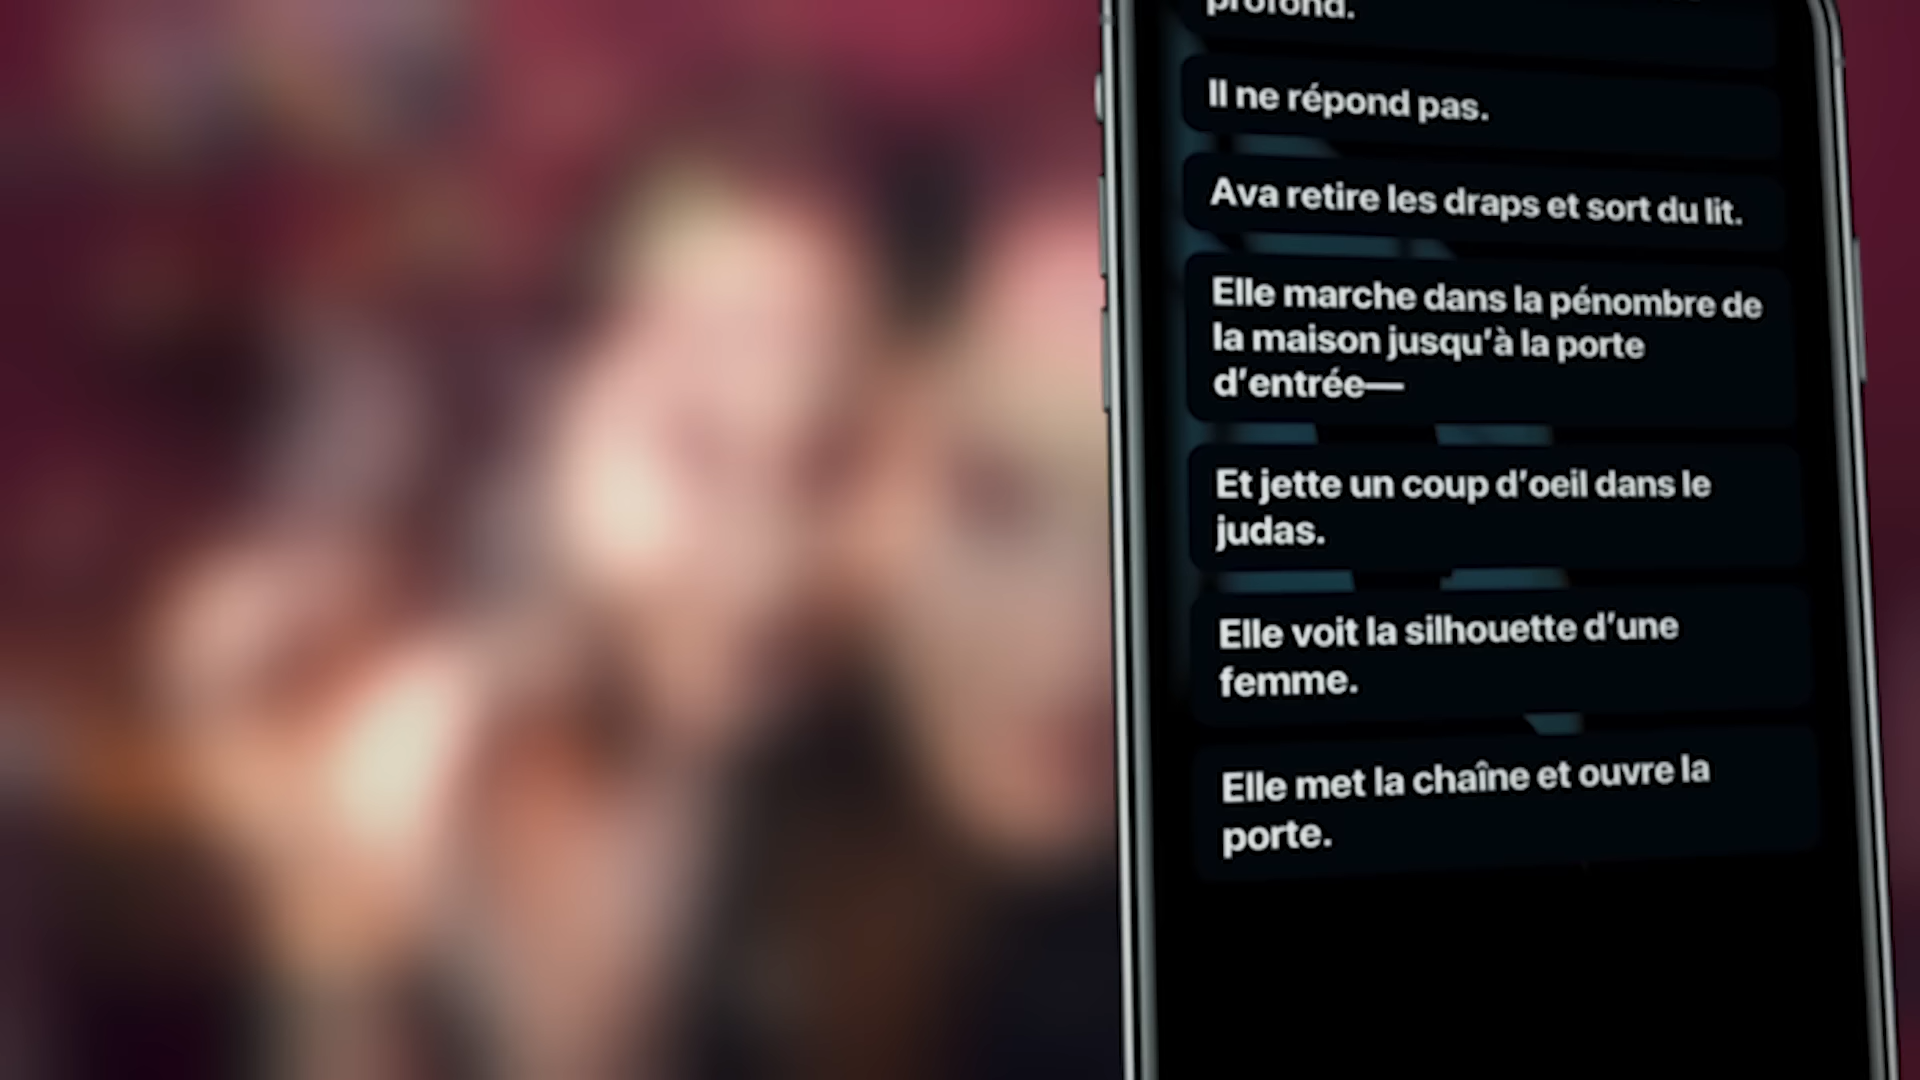 profond.
Il ne répond pas.
Ava retire les draps et sort du lit.
Elle marche dans la pénombre de
la maison jusqu’à la porte
d’entrée—
Et jette un coup d’oeil dans le
judas.
Elle voit la silhouette d’une
femme.
Elle met la chaîne et ouvre la
porte.